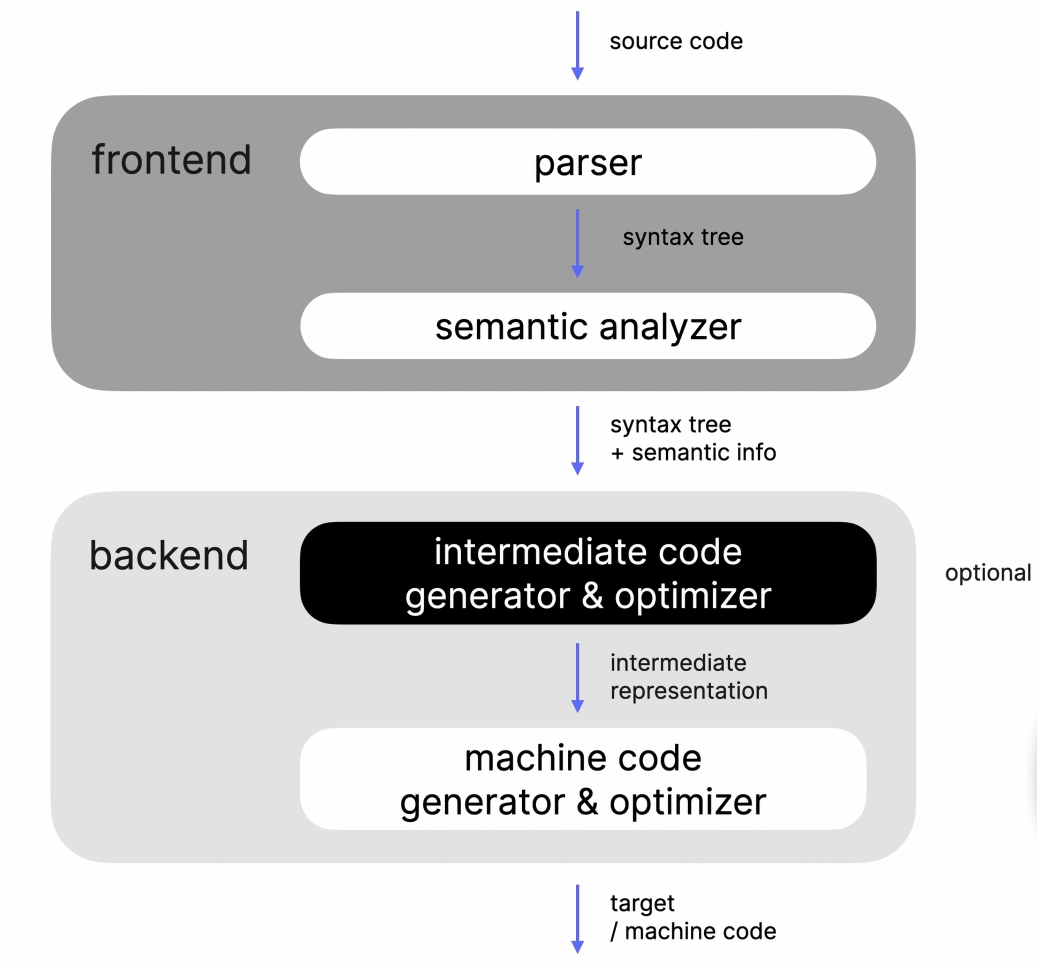 source code
frontend
parser
syntax tree
semantic analyzer
syntax tree
+ semantic info
backend
intermediate code
generator & optimizer
optional
intermediate
representation
machine code
generator & optimizer
target
/ machine code